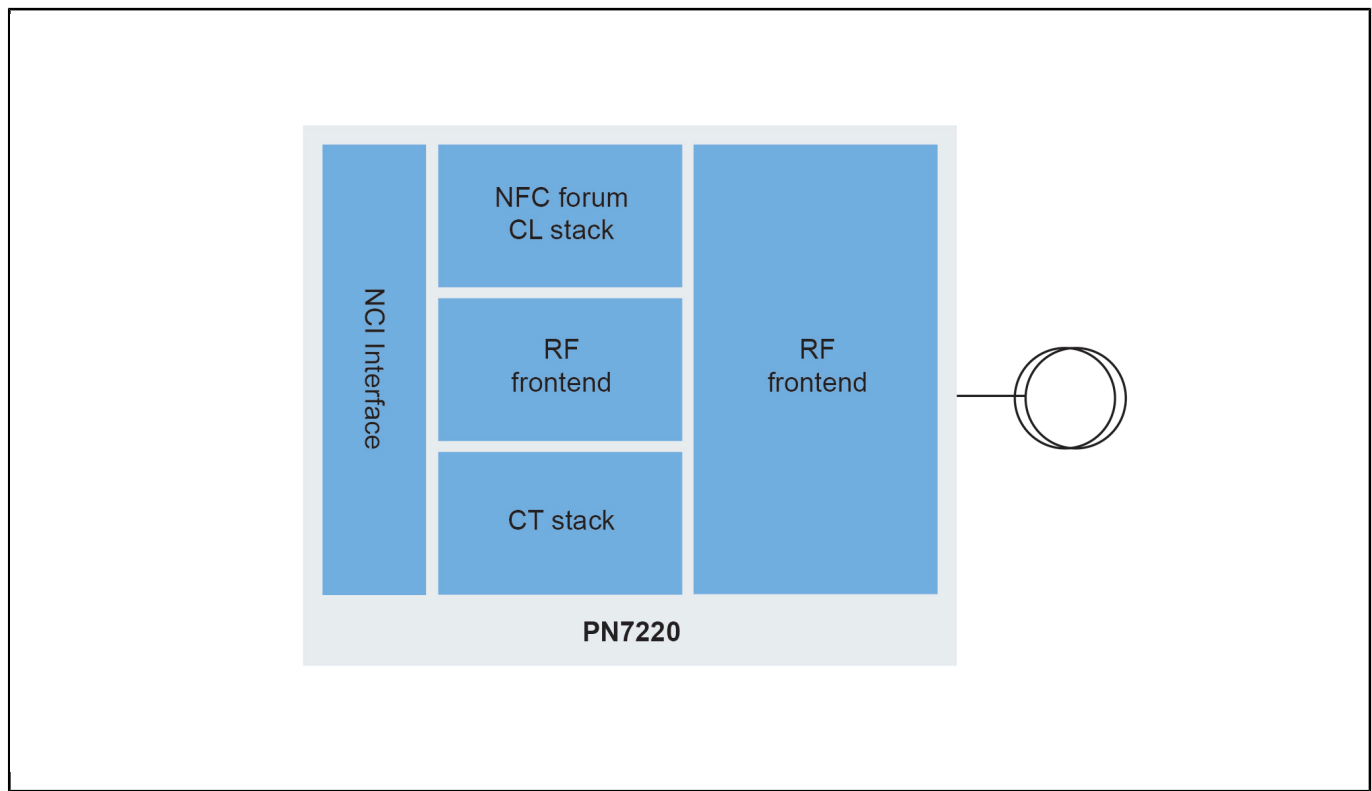 NCI Interface
NFC forum
CL stack
RF
frontend
CT stack
RF
frontend
PN7220